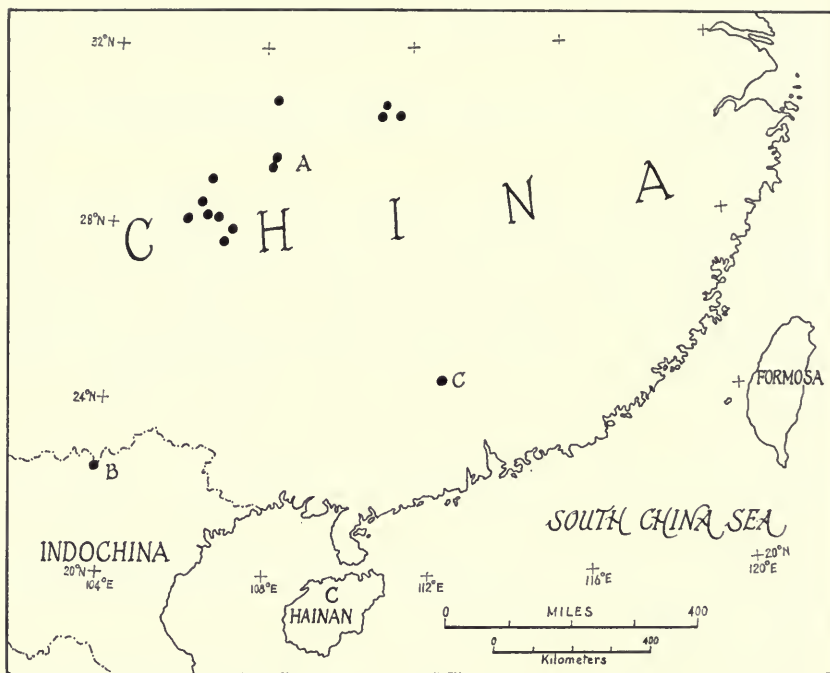 32°N
A
28°N
C H I N A
24°N
C
FORMOSA
B
SOUTH CHINA SEA
INDOCHINA
20°N
104°E
108°E
112°E
116°E
20°N
120°E
C
HAINAN
0 MILES 400
0 400
Kilometers